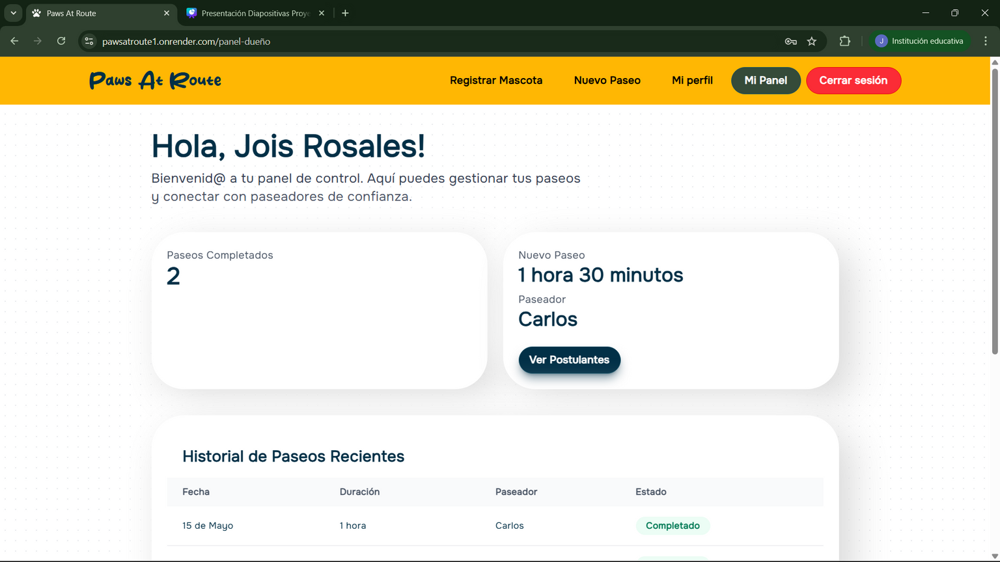 Paws At Route
Presentación Diapositivas Proye
pawsatroute1.onrender.com/panel-dueño
J
Institución educativa
Paws At Route
Registrar Mascota
Nuevo Paseo
Mi perfil
Mi Panel
Cerrar sesión
Hola, Jois Rosales!
Bienvenid@ a tu panel de control. Aquí puedes gestionar tus paseos
y conectar con paseadores de confianza.
Paseos Completados
2
Nuevo Paseo
1 hora 30 minutos
Paseador
Carlos
Ver Postulantes
Historial de Paseos Recientes
Fecha Duración Paseador Estado
15 de Mayo 1 hora Carlos Completado